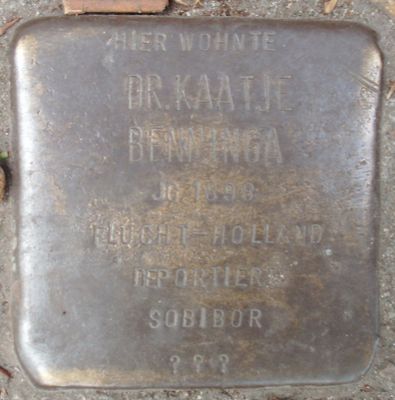 HIER WOHNTE
DR. KAATJE
BENNINGA
JG. 1898
FLUCHT-HOLLAND
DEPORTIERT
SOBIBOR
? ? ?